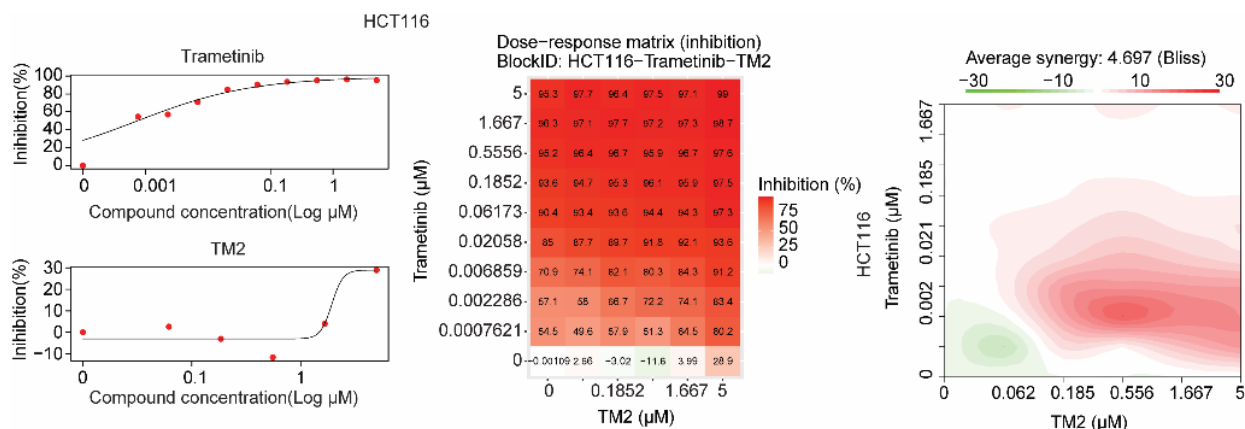 HCT116
Trametinib
Inihibition(%)
100
80
60
40
20
0
0 0.001 0.1 1
Compound concentration(Log µM)
TM2
Inihibition(%)
30
20
10
0
−10
0 0.1 1
Compound concentration(Log µM)
Dose−response matrix (inhibition)
BlockID: HCT116−Trametinib−TM2
Trametinib (µM)
5 95.3 97.7 96.4 97.5 97.1 99
1.667 96.3 97.1 97.7 97.2 97.3 98.7
0.5556 95.2 96.4 96.7 95.9 96.7 97.6
0.1852 93.6 94.7 95.3 96.1 95.9 97.5
0.06173 90.4 93.4 93.6 94.4 94.3 97.3
0.02058 85 87.7 89.7 91.8 92.1 93.6
0.006859 70.9 74.1 82.1 80.3 84.3 91.2
0.002286 57.1 58 66.7 72.2 74.1 83.4
0.0007621 54.5 49.6 57.9 51.3 64.5 80.2
0 −0.00109 2.66 −3.02 −11.6 3.99 28.9
0 0.1852 1.667 5
TM2 (µM)
Inhibition (%)
75
50
25
0
Average synergy: 4.697 (Bliss)
−30 −10 10 30
HCT116
Trametinib (µM)
1.667
0.185
0.021
0.002
0
0 0.062 0.185 0.556 1.667 5
TM2 (µM)